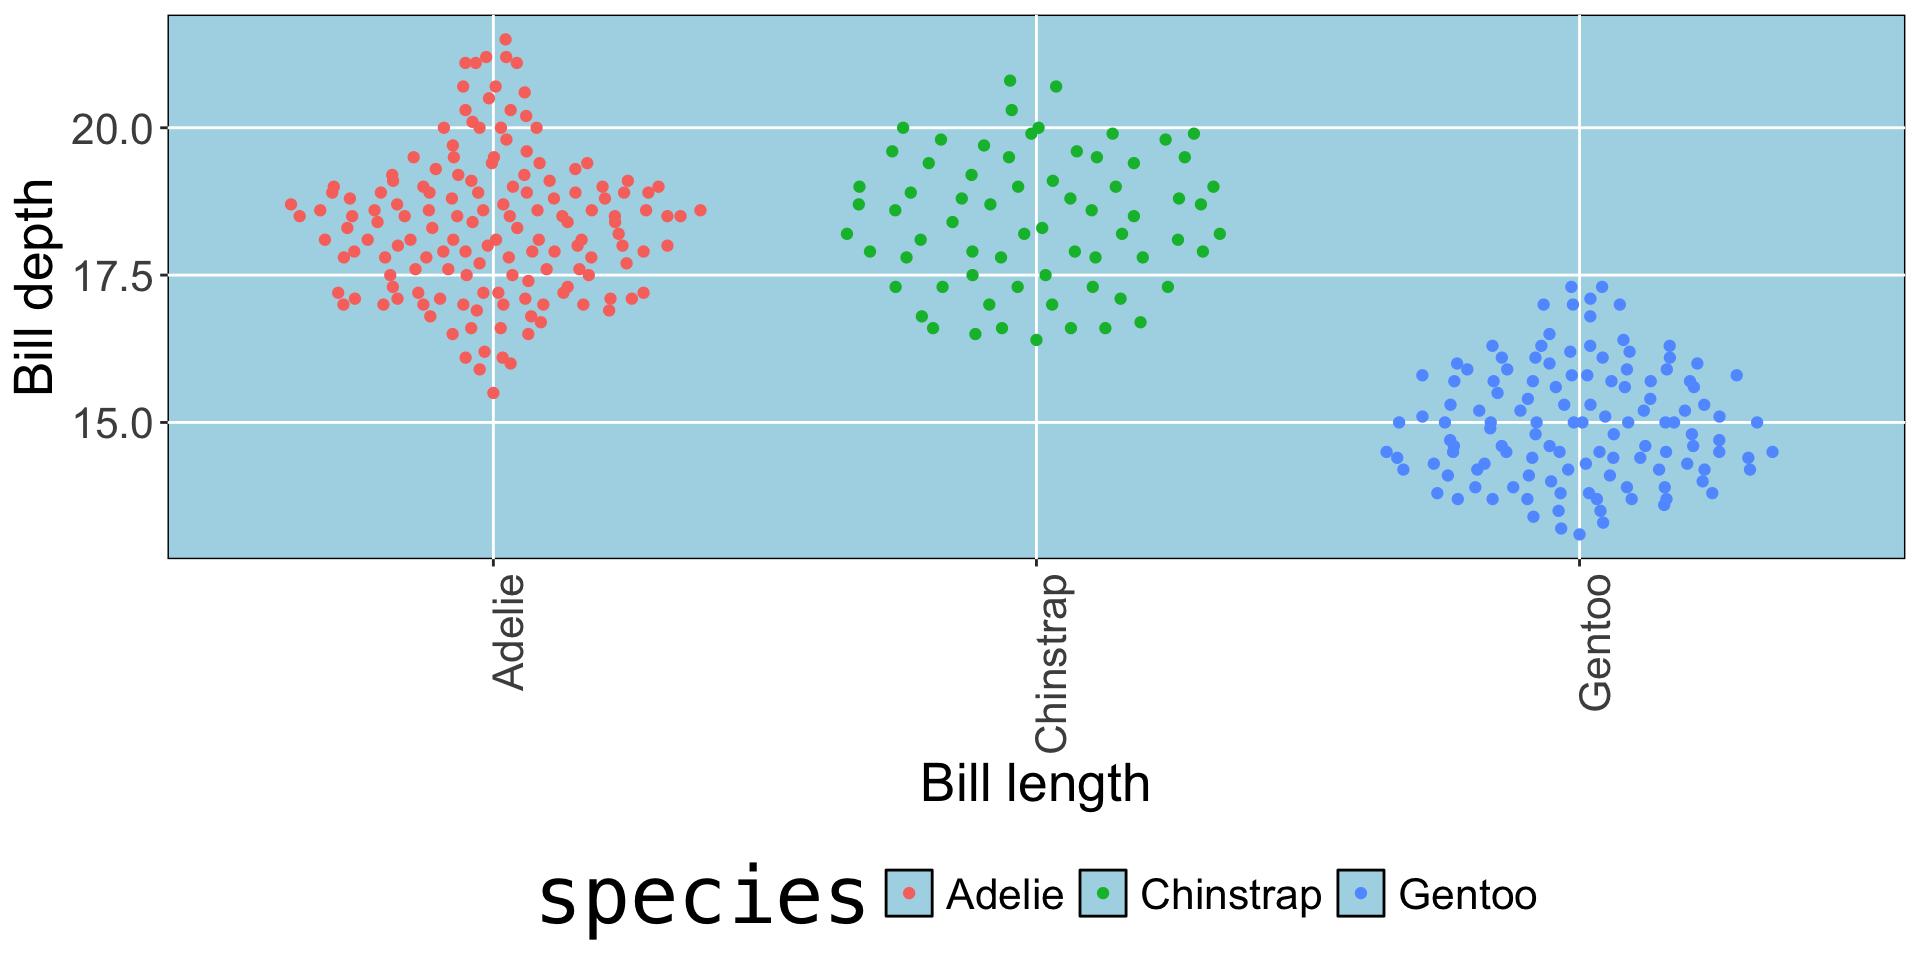 Bill depth
20.0
17.5
15.0
Adelie
Chinstrap
Gentoo
Bill length
species Adelie Chinstrap Gentoo